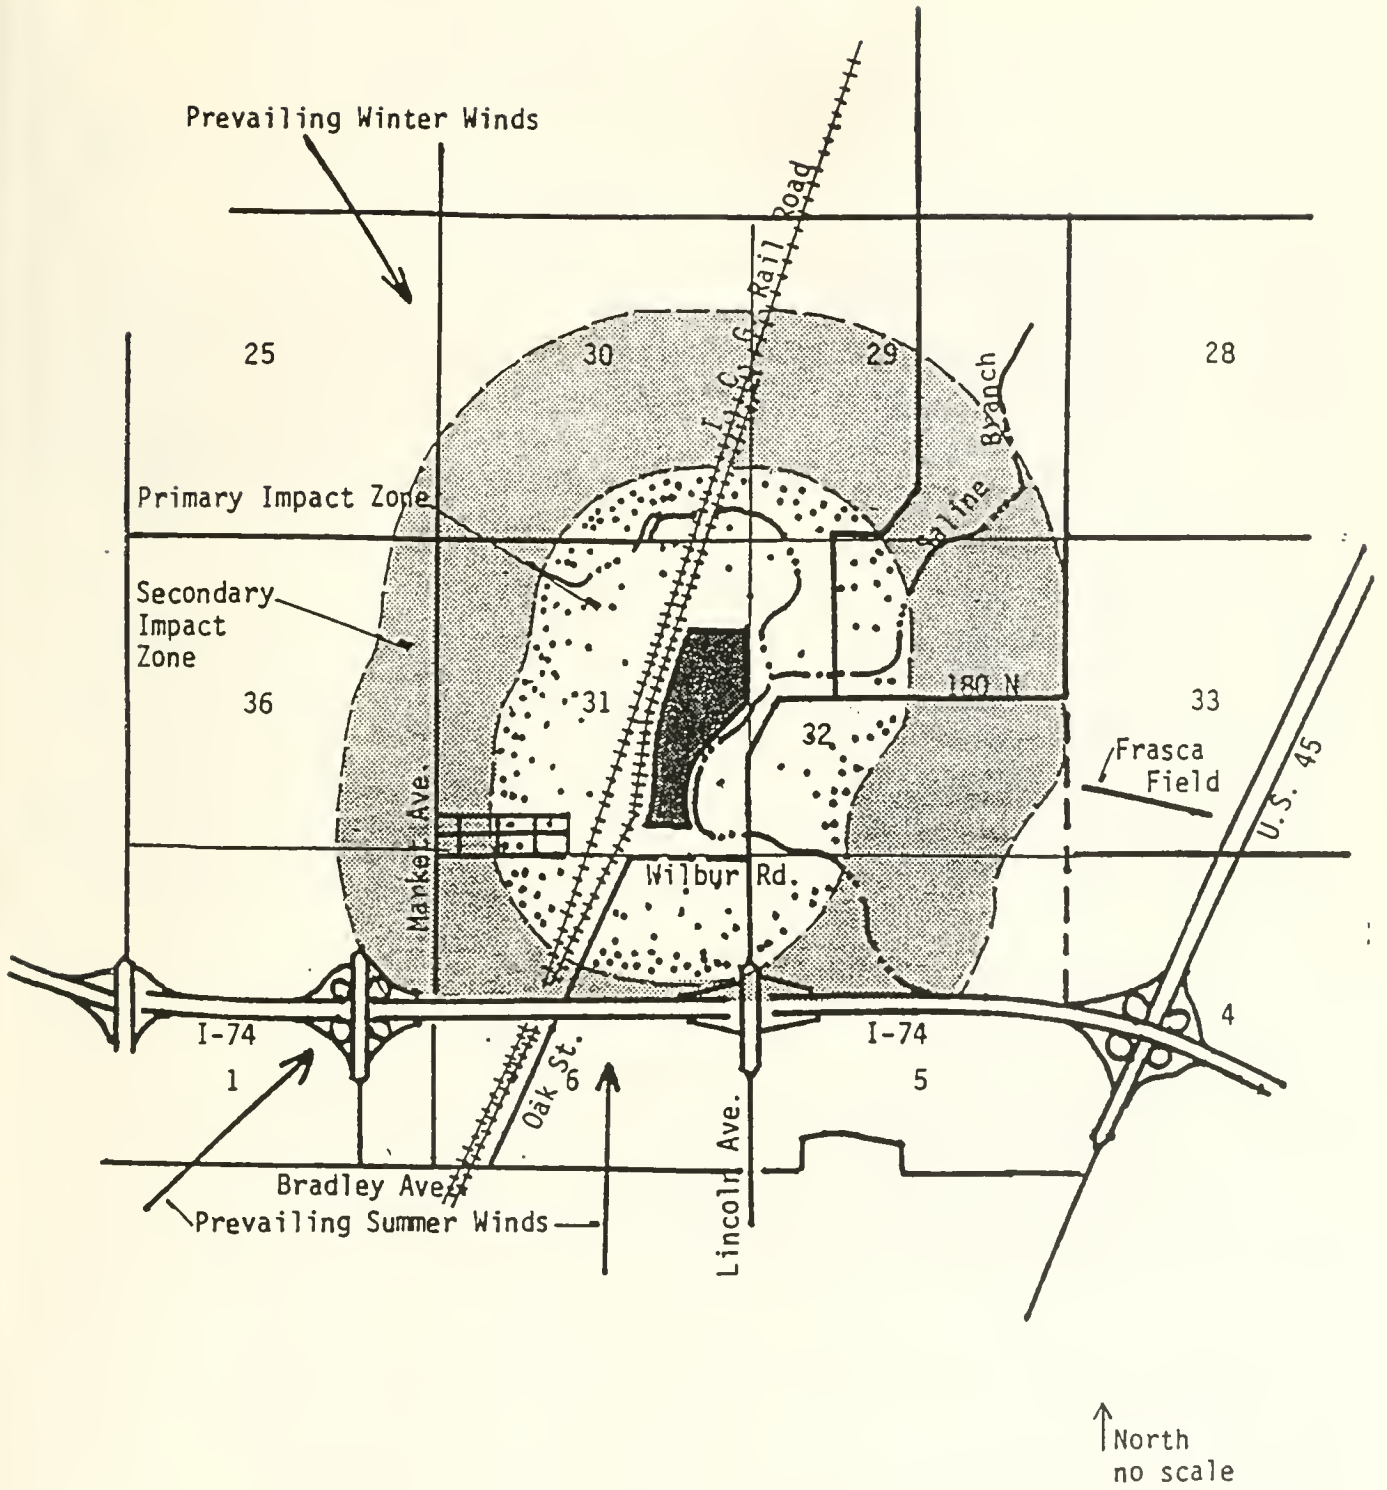 Prevailing Winter Winds
I C G Rail Road
25
30
29
28
Branch
Primary Impact Zone
Saline
Secondary
Impact
Zone
36
31
32
180 N
33
Frasca
Field
U.S. 45
Market Ave.
Wilbur Rd.
I-74
I-74
4
1
6
5
Oak St.
Lincoln Ave.
Bradley Ave.
Prevailing Summer Winds
North
no scale